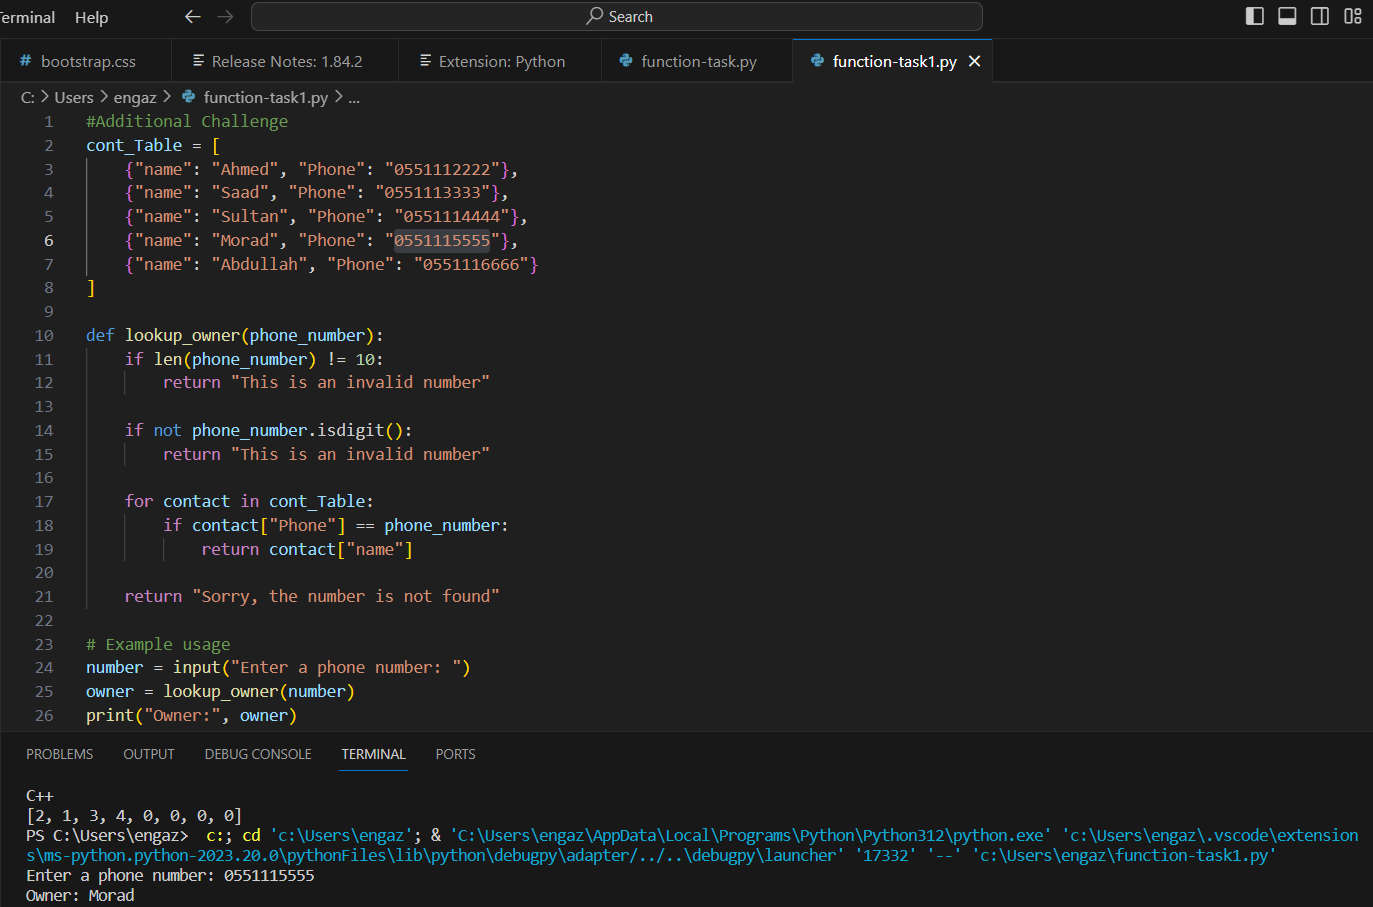 Terminal Help Search
# bootstrap.css Release Notes: 1.84.2 Extension: Python function-task.py function-task1.py
C: > Users > engaz > function-task1.py > ...
1 #Additional Challenge
2 cont_Table = [
3 {"name": "Ahmed", "Phone": "0551112222"},
4 {"name": "Saad", "Phone": "0551113333"},
5 {"name": "Sultan", "Phone": "0551114444"},
6 {"name": "Morad", "Phone": "0551115555"},
7 {"name": "Abdullah", "Phone": "0551116666"}
8 ]
9
10 def lookup_owner(phone_number):
11 if len(phone_number) != 10:
12 return "This is an invalid number"
13
14 if not phone_number.isdigit():
15 return "This is an invalid number"
16
17 for contact in cont_Table:
18 if contact["Phone"] == phone_number:
19 return contact["name"]
20
21 return "Sorry, the number is not found"
22
23 # Example usage
24 number = input("Enter a phone number: ")
25 owner = lookup_owner(number)
26 print("Owner:", owner)
PROBLEMS OUTPUT DEBUG CONSOLE TERMINAL PORTS
C++
[2, 1, 3, 4, 0, 0, 0, 0]
PS C:\Users\engaz> c:; cd 'c:\Users\engaz'; & 'C:\Users\engaz\AppData\Local\Programs\Python\Python312\python.exe' 'c:\Users\engaz\.vscode\extension
s\ms-python.python-2023.20.0\pythonFiles\lib\python\debugpy\adapter/../..\debugpy\launcher' '17332' '--' 'c:\Users\engaz\function-task1.py'
Enter a phone number: 0551115555
Owner: Morad